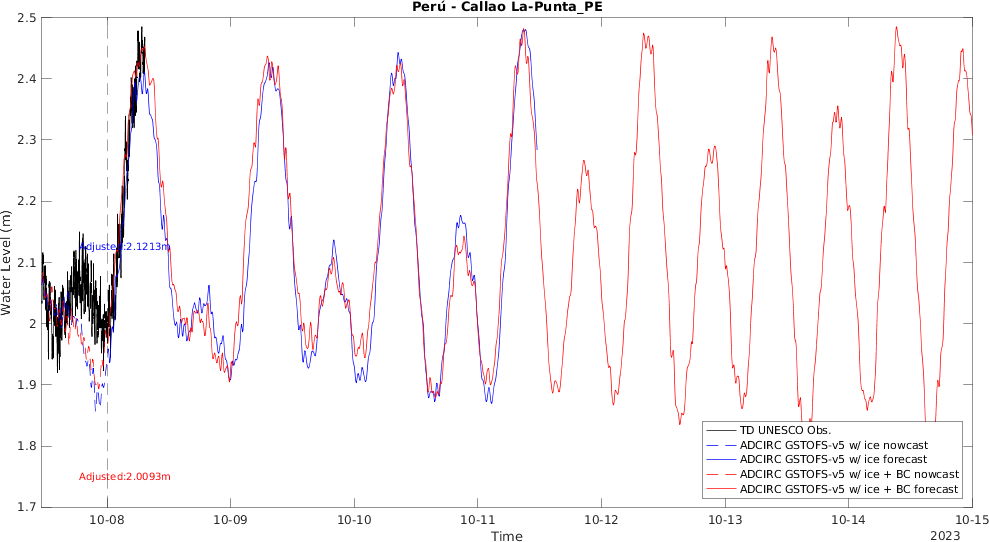 Perú - Callao La-Punta_PE
2.5
2.4
2.3
2.2
2.1
2
1.9
1.8
1.7
Water Level (m)
Adjusted:2.1213m
Adjusted:2.0093m
TD UNESCO Obs.
ADCIRC GSTOFS-v5 w/ ice nowcast
ADCIRC GSTOFS-v5 w/ ice forecast
ADCIRC GSTOFS-v5 w/ ice + BC nowcast
ADCIRC GSTOFS-v5 w/ ice + BC forecast
10-08 10-09 10-10 10-11 10-12 10-13 10-14 10-15
Time
2023